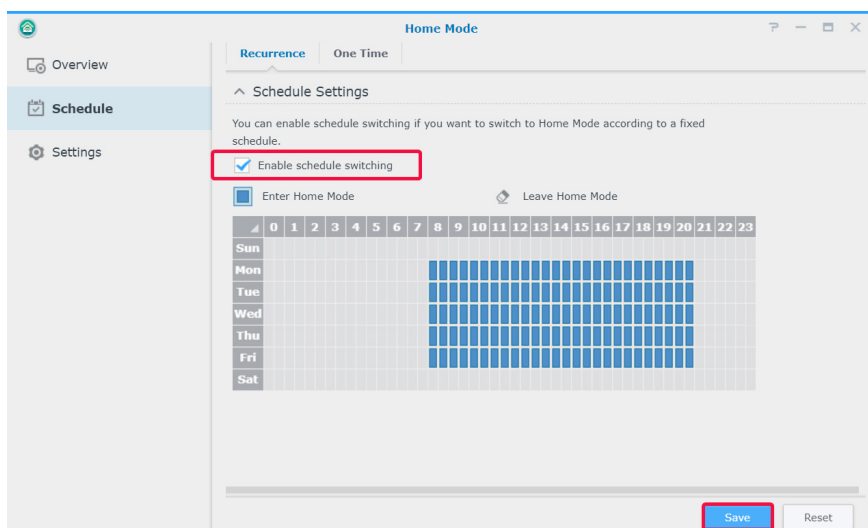 Home Mode
Overview
Schedule
Settings
Recurrence One Time
Schedule Settings
You can enable schedule switching if you want to switch to Home Mode according to a fixed
schedule.
Enable schedule switching
Enter Home Mode Leave Home Mode
0 1 2 3 4 5 6 7 8 9 10 11 12 13 14 15 16 17 18 19 20 21 22 23
Sun
Mon
Tue
Wed
Thu
Fri
Sat
Save Reset